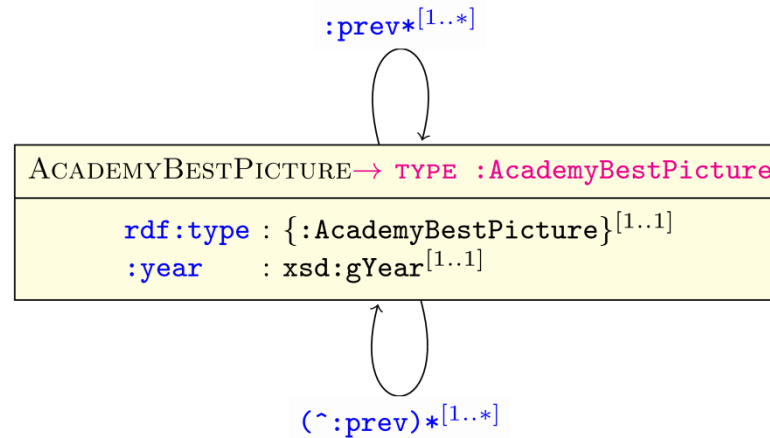 :prev*[1..*]
ACADEMYBESTPICTURE→ TYPE :AcademyBestPicture
rdf:type : {:AcademyBestPicture}[1..1]
:year : xsd:gYear[1..1]
(^:prev)*[1..*]